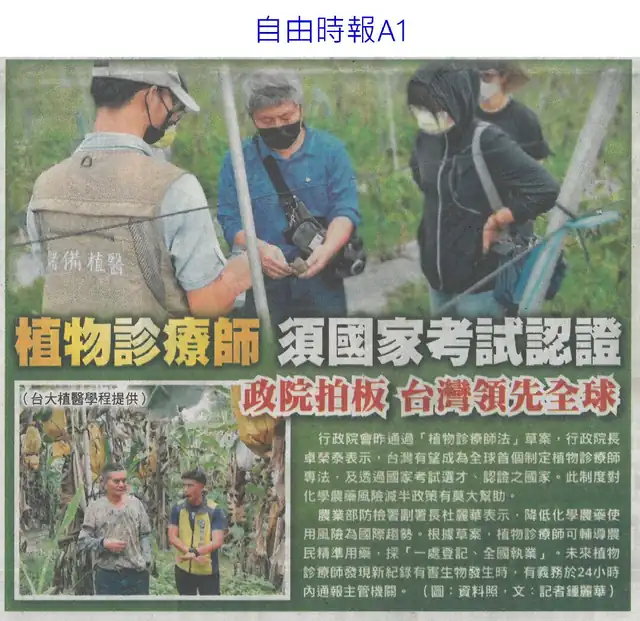 自由時報A1
儲備植醫
植物診療師 須國家考試認證
政院拍板 台灣領先全球
（台大植醫學程提供）
行政院會昨通過「植物診療師法」草案，行政院長
卓榮泰表示，台灣有望成為全球首個制定植物診療師
專法，及透過國家考試選才、認證之國家。此制度對
化學農藥風險減半政策有莫大幫助。
農業部防檢署副署長杜麗華表示，降低化學農藥使
用風險為國際趨勢。根據草案，植物診療師可輔導農
民精準用藥，採「一處登記、全國執業」。未來植物
診療師發現新紀錄有害生物發生時，有義務於24小時
內通報主管機關。（圖：資料照，文：記者鍾麗華）